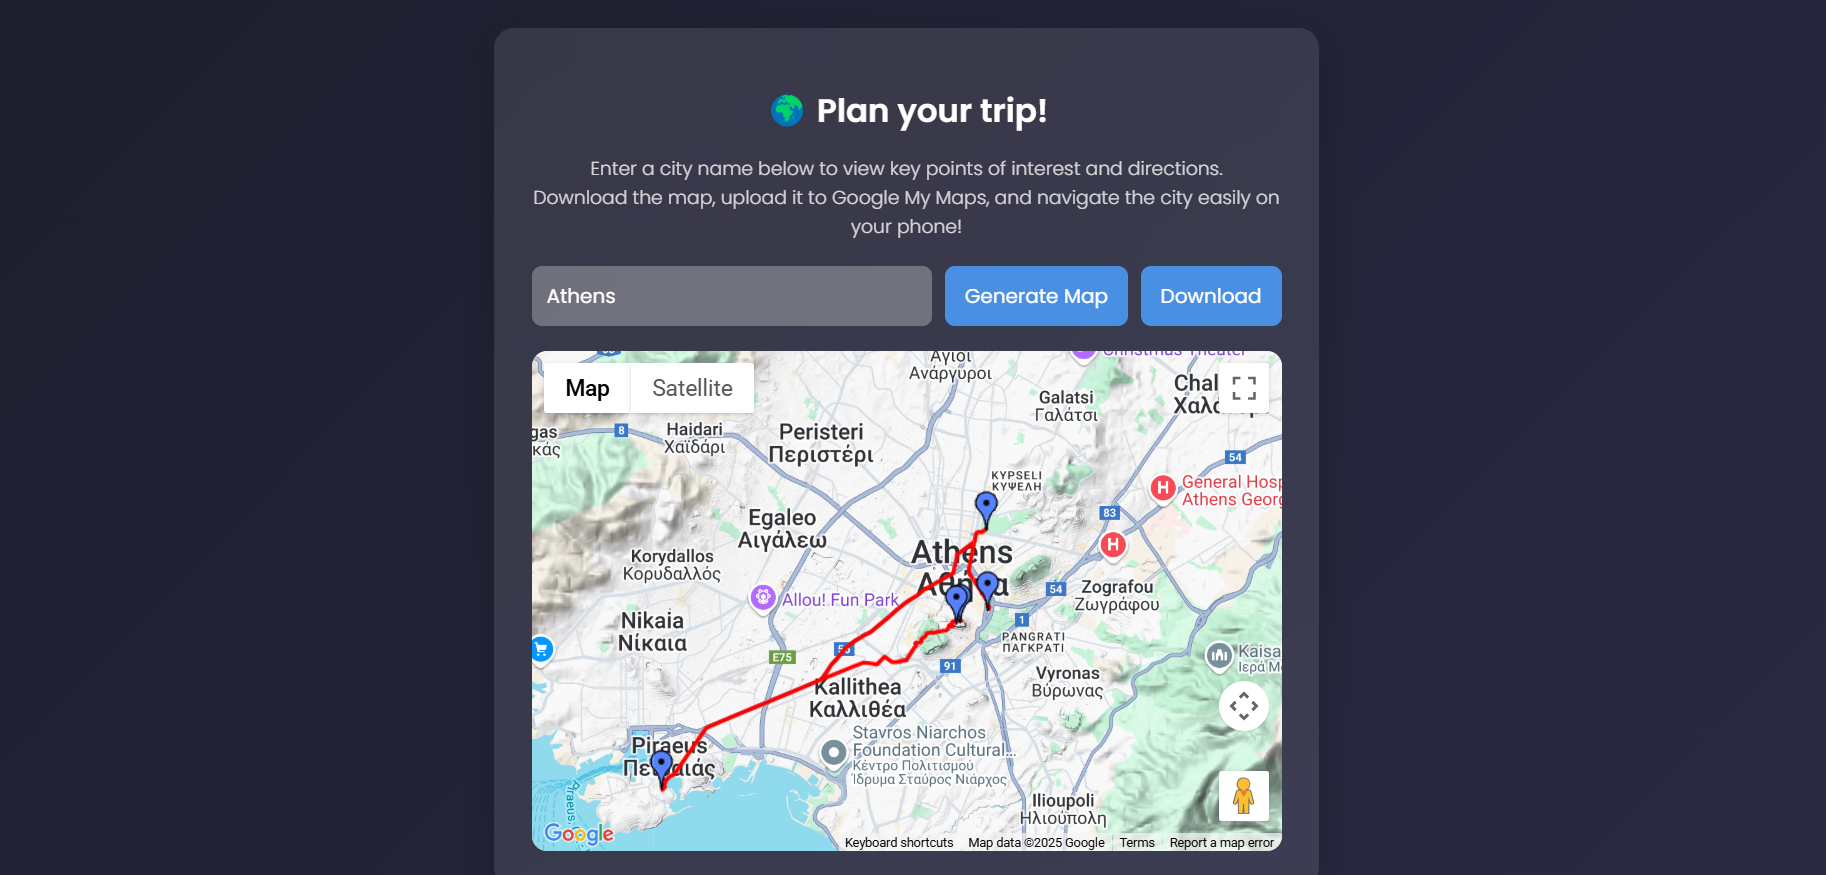 Plan your trip!
Enter a city name below to view key points of interest and directions.
Download the map, upload it to Google My Maps, and navigate the city easily on
your phone!
Athens
Generate Map
Download
Map
Satellite
Άγιοι
Ανάργυροι
Christmas Theater
Galatsi
Γαλάτσι
Chal
Haidari
Χαϊδάρι
8
Peristeri
Περιστέρι
54
KYPSELI
ΚΥΨΕΛΗ
H
General Hosp
Athens Georg
83
H
Egaleo
Αιγάλεω
Athens
Αθήνα
Korydallos
Κορυδαλλός
Allou! Fun Park
54
Zografou
Ζωγράφου
1
Nikaia
Νίκαια
PANGRATI
ΠΑΓΚΡΑΤΙ
E75
91
Kaisa
Ιερά Μ
Vyronas
Βύρωνας
Kallithea
Καλλιθέα
Stavros Niarchos
Foundation Cultural...
Κέντρο Πολιτισμού
Ίδρυμα Σταύρος Νιάρχος
Piraeus
Πειραιάς
Ilioupoli
Ηλιούπολη
Google
Keyboard shortcuts
Map data ©2025 Google
Terms
Report a map error